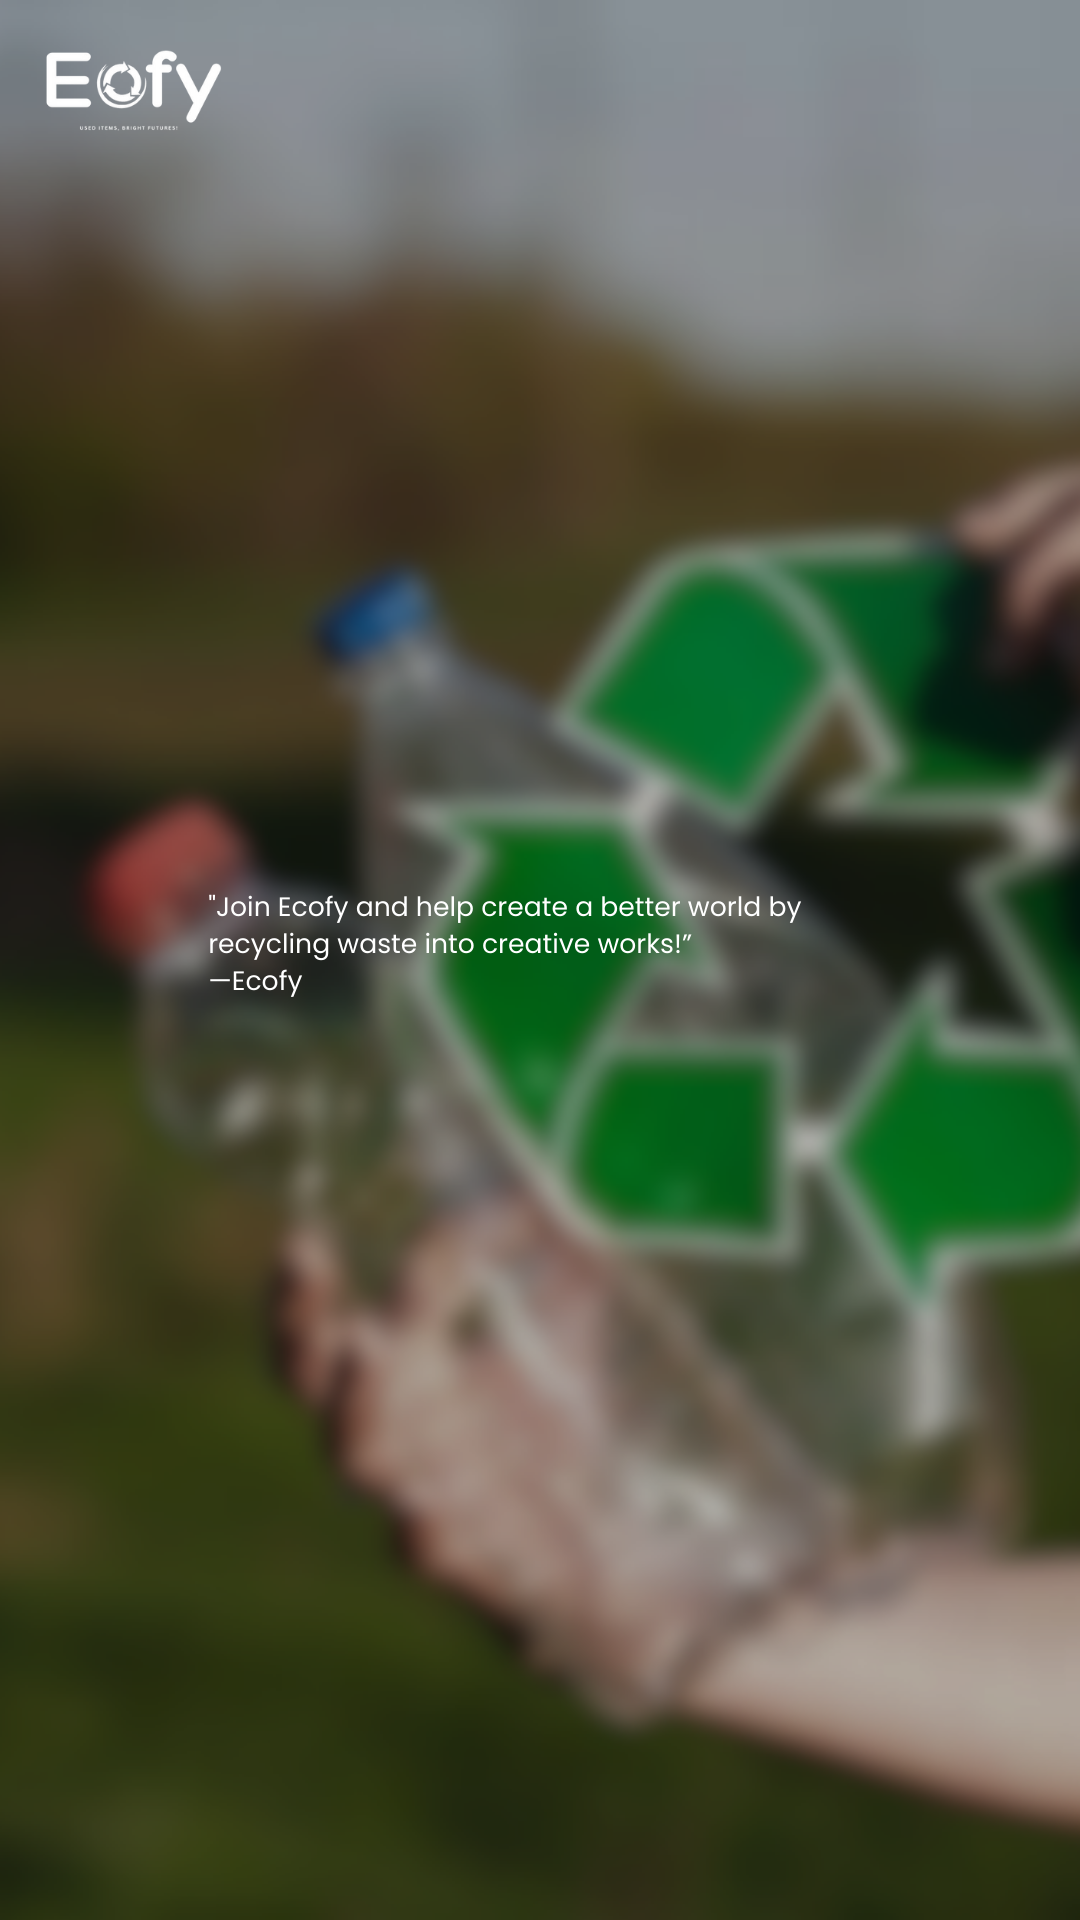 Eofy
USED ITEMS, BRIGHT FUTURES!
"Join Ecofy and help create a better world by
recycling waste into creative works!”
—Ecofy